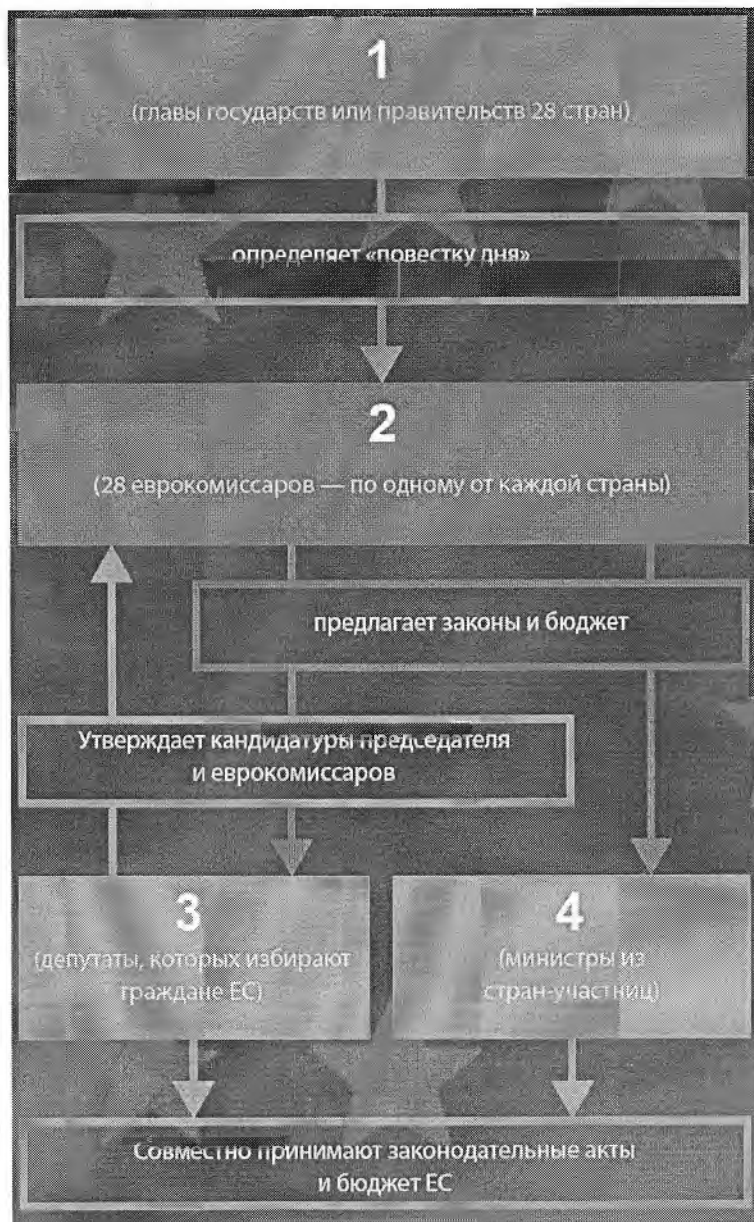 1
(главы государств или правительств 28 стран)
определяет «повестку дня»
2
(28 еврокомиссаров — по одному от каждой страны)
предлагает законы и бюджет
Утверждает кандидатуры председателя
и еврокомиссаров
3
(депутаты, которых избирают
граждане ЕС)
4
(министры из
стран-участниц)
Совместно принимают законодательные акты
и бюджет ЕС